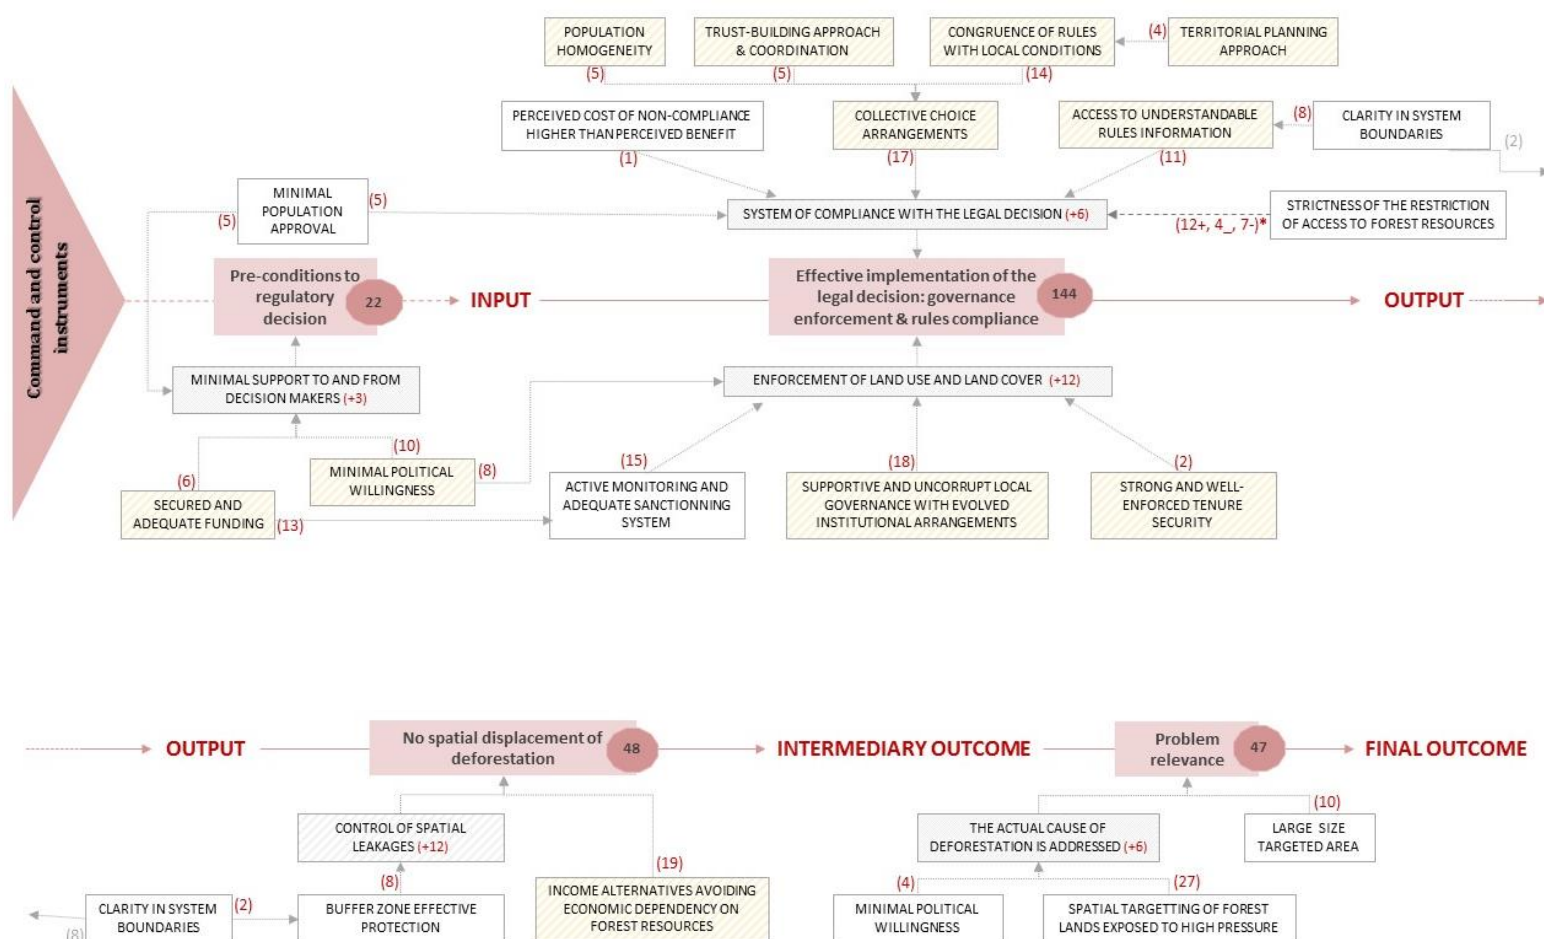 Command and control
instruments
POPULATION
HOMOGENEITY
(5)
TRUST-BUILDING APPROACH
& COORDINATION
(5)
CONGRUENCE OF RULES
WITH LOCAL CONDITIONS
(14)
(4)
TERRITORIAL PLANNING
APPROACH
PERCEIVED COST OF NON-COMPLIANCE
HIGHER THAN PERCEIVED BENEFIT
(1)
COLLECTIVE CHOICE
ARRANGEMENTS
(17)
ACCESS TO UNDERSTANDABLE
RULES INFORMATION
(11)
(8)
CLARITY IN SYSTEM
BOUNDARIES
(2)
MINIMAL
POPULATION
APPROVAL
(5)
(5)
SYSTEM OF COMPLIANCE WITH THE LEGAL DECISION (+6)
(12+, 4_, 7-)*
STRICTNESS OF THE RESTRICTION
OF ACCESS TO FOREST RESOURCES
Pre-conditions to
regulatory
decision
22
INPUT
Effective implementation of the
legal decision: governance
enforcement & rules compliance
144
OUTPUT
MINIMAL SUPPORT TO AND FROM
DECISION MAKERS (+3)
ENFORCEMENT OF LAND USE AND LAND COVER (+12)
(6)
SECURED AND
ADEQUATE FUNDING
(13)
(10)
MINIMAL POLITICAL
WILLINGNESS
(8)
(15)
ACTIVE MONITORING AND
ADEQUATE SANCTIONNING
SYSTEM
(18)
SUPPORTIVE AND UNCORRUPT LOCAL
GOVERNANCE WITH EVOLVED
INSTITUTIONAL ARRANGEMENTS
(2)
STRONG AND WELL-
ENFORCED TENURE
SECURITY
OUTPUT
No spatial displacement of
deforestation
48
INTERMEDIARY OUTCOME
Problem
relevance
47
FINAL OUTCOME
CONTROL OF SPATIAL
LEAKAGES (+12)
(8)
(19)
THE ACTUAL CAUSE OF
DEFORESTATION IS ADDRESSED (+6)
(10)
LARGE SIZE
TARGETED AREA
(8)
CLARITY IN SYSTEM
BOUNDARIES
(2)
BUFFER ZONE EFFECTIVE
PROTECTION
INCOME ALTERNATIVES AVOIDING
ECONOMIC DEPENDENCY ON
FOREST RESOURCES
(4)
MINIMAL POLITICAL
WILLINGNESS
(27)
SPATIAL TARGETTING OF FOREST
LANDS EXPOSED TO HIGH PRESSURE